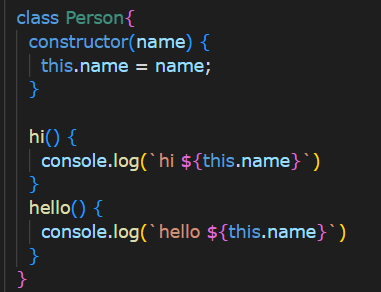 class Person{
  constructor(name) {
    this.name = name;
  }

  hi() {
    console.log(`hi ${this.name}`)
  }
  hello() {
    console.log(`hello ${this.name}`)
  }
}